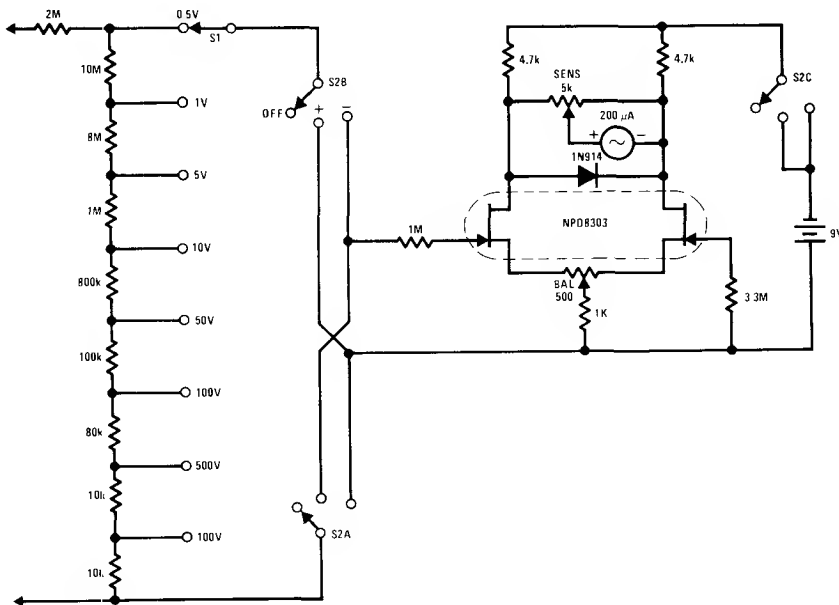 2M
0.5V
S1
10M
1V
8M
5V
1M
10V
800k
50V
100k
100V
80k
500V
10k
100V
10k
S2B
OFF
+
−
S2A
1M
4.7k
4.7k
SENS
5k
200 μA
+
−
1N914
NPD8303
BAL
500
1K
3.3M
S2C
9V